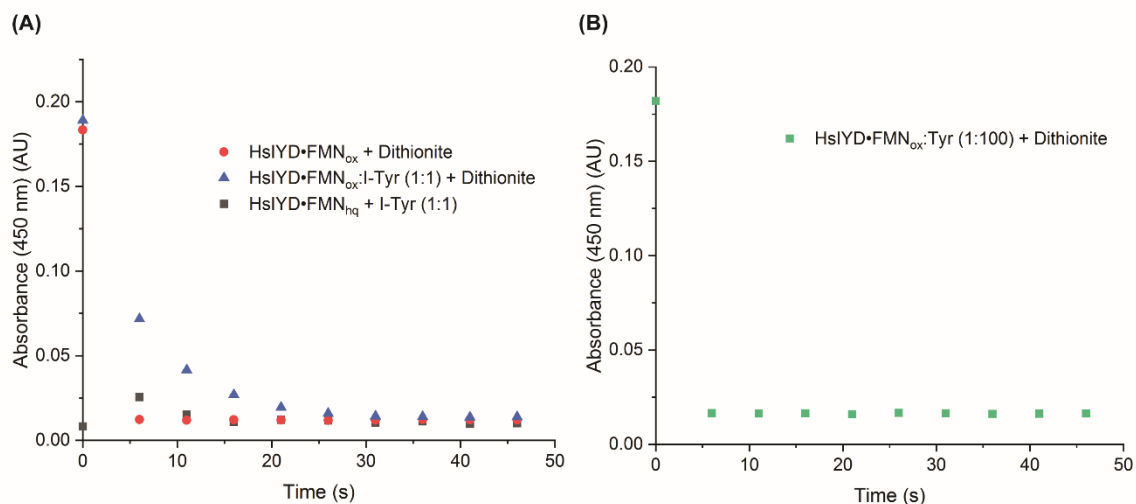 (A)
Absorbance (450 nm) (AU)
0.20
0.15
0.10
0.05
0.00
HsIYD•FMNox + Dithionite
HsIYD•FMNox:I-Tyr (1:1) + Dithionite
HsIYD•FMNhq + I-Tyr (1:1)
0
10
20
30
40
50
Time (s)
(B)
Absorbance (450 nm) (AU)
0.20
0.15
0.10
0.05
0.00
HsIYD•FMNox:Tyr (1:100) + Dithionite
0
10
20
30
40
50
Time (s)